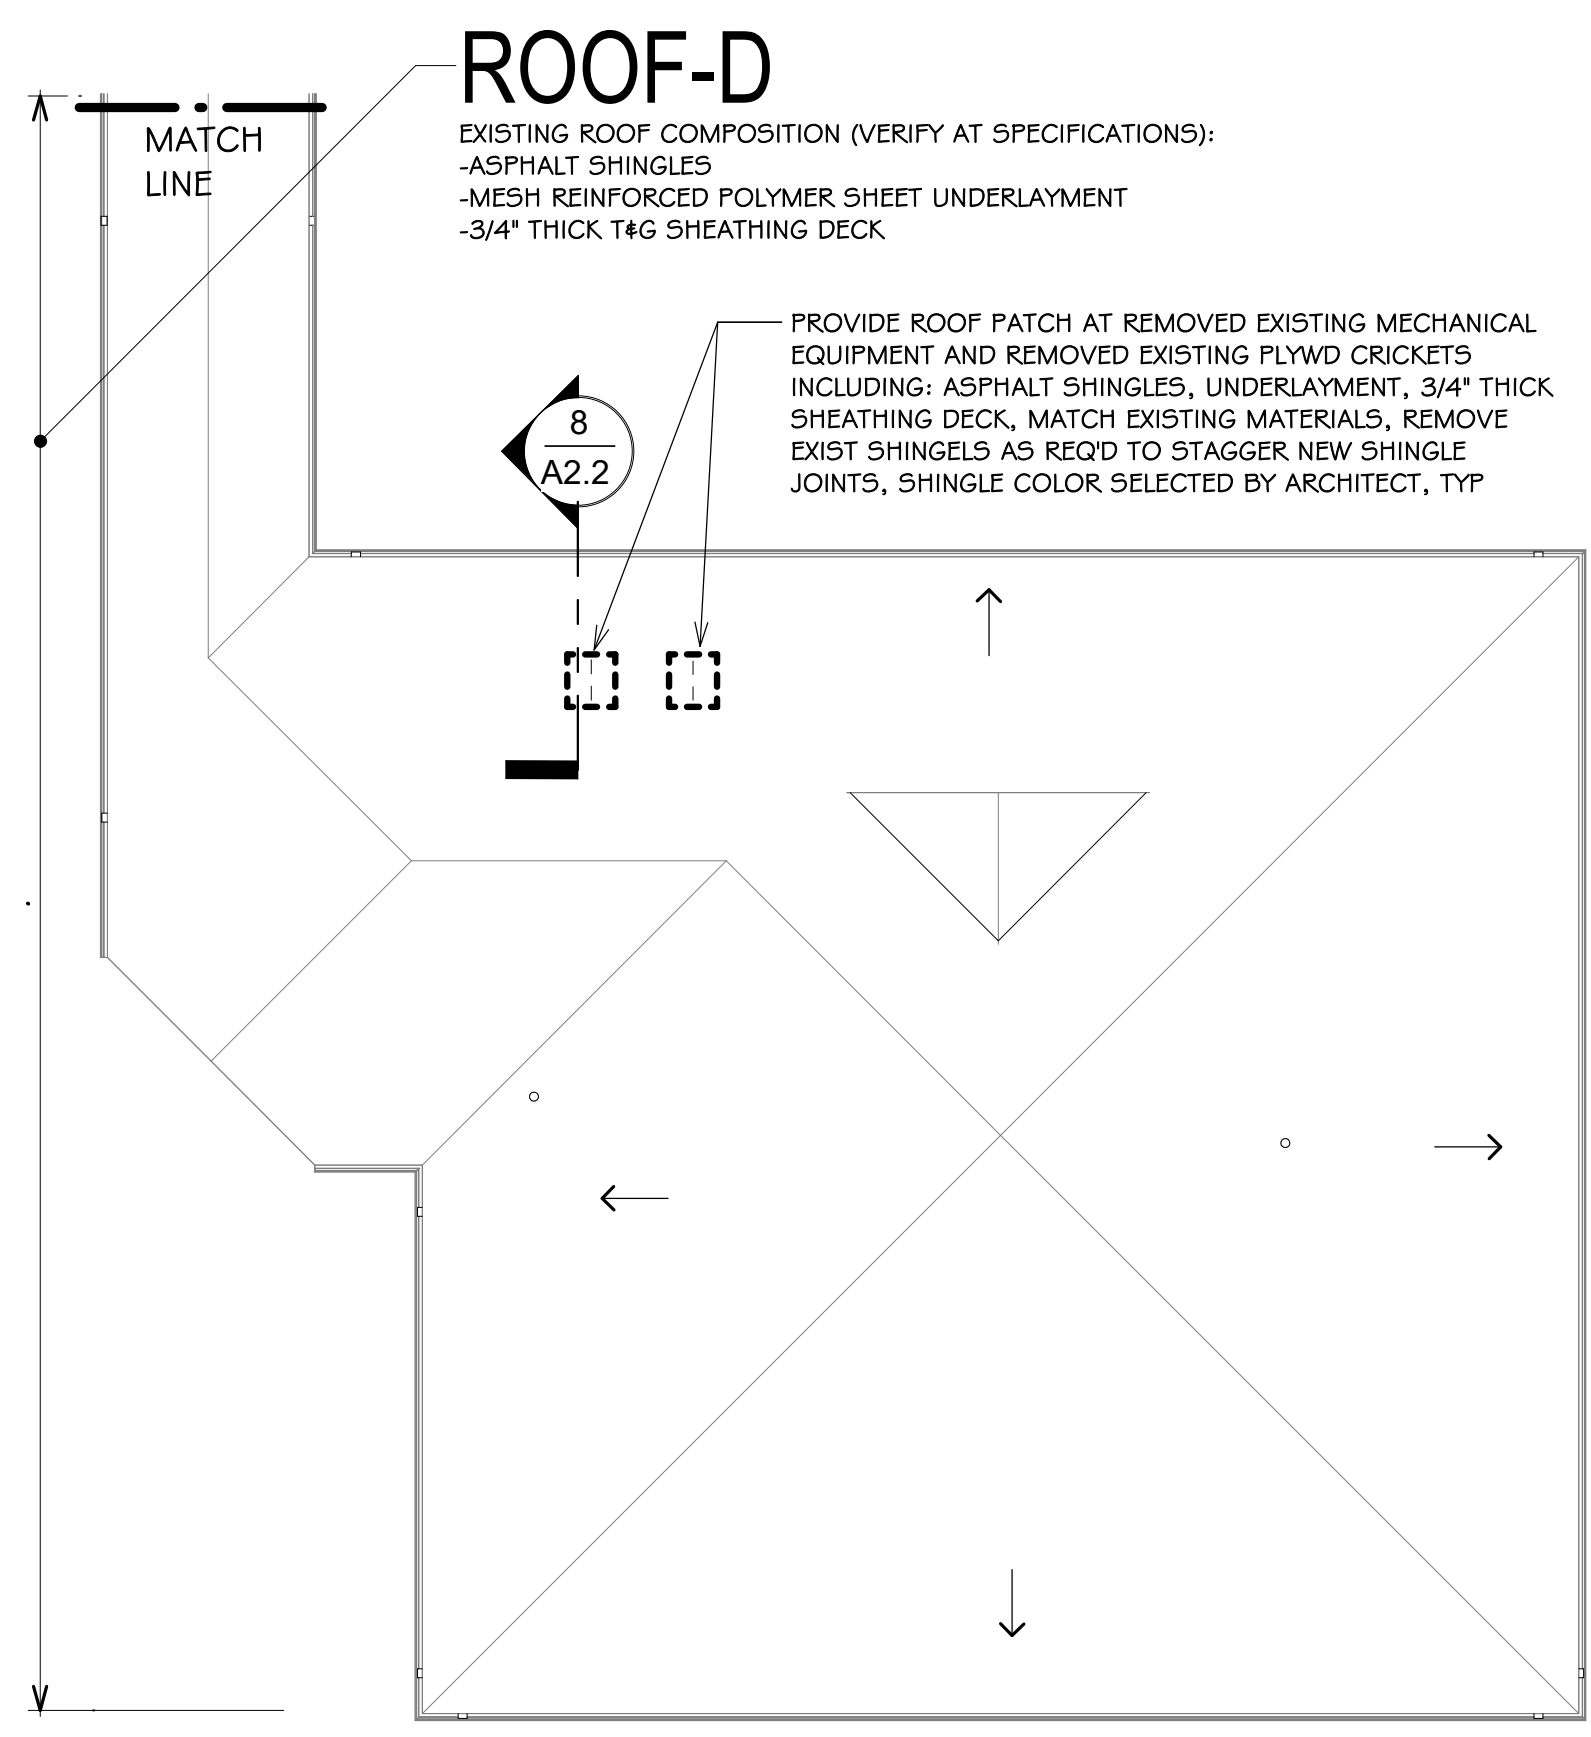 ROOF-D
MATCH
LINE
EXISTING ROOF COMPOSITION (VERIFY AT SPECIFICATIONS):
-ASPHALT SHINGLES
-MESH REINFORCED POLYMER SHEET UNDERLAYMENT
-3/4" THICK T&G SHEATHING DECK
PROVIDE ROOF PATCH AT REMOVED EXISTING MECHANICAL
EQUIPMENT AND REMOVED EXISTING PLYWD CRICKETS
INCLUDING: ASPHALT SHINGLES, UNDERLAYMENT, 3/4" THICK
SHEATHING DECK, MATCH EXISTING MATERIALS, REMOVE
EXIST SHINGELS AS REQ'D TO STAGGER NEW SHINGLE
JOINTS, SHINGLE COLOR SELECTED BY ARCHITECT, TYP
8
A2.2